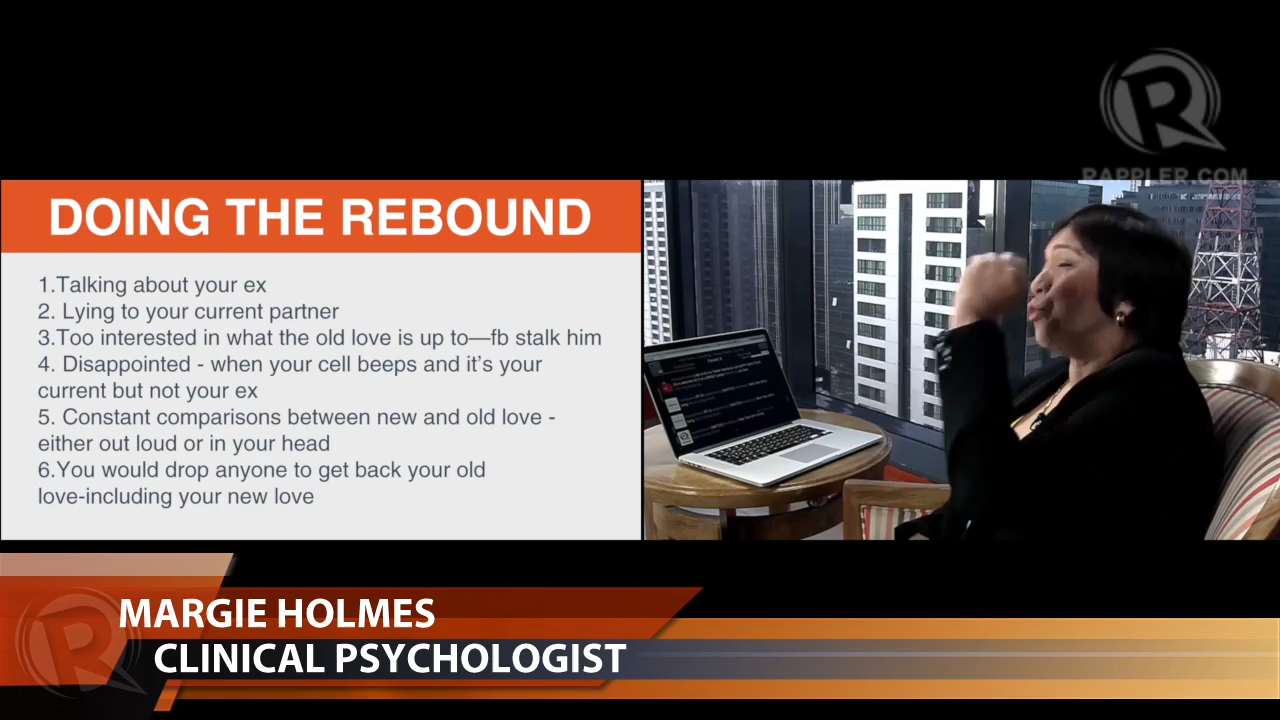 RAPPLER.COM
DOING THE REBOUND
1.Talking about your ex
2. Lying to your current partner
3.Too interested in what the old love is up to—fb stalk him
4. Disappointed - when your cell beeps and it's your
current but not your ex
5. Constant comparisons between new and old love -
either out loud or in your head
6.You would drop anyone to get back your old
love-including your new love
MARGIE HOLMES
CLINICAL PSYCHOLOGIST